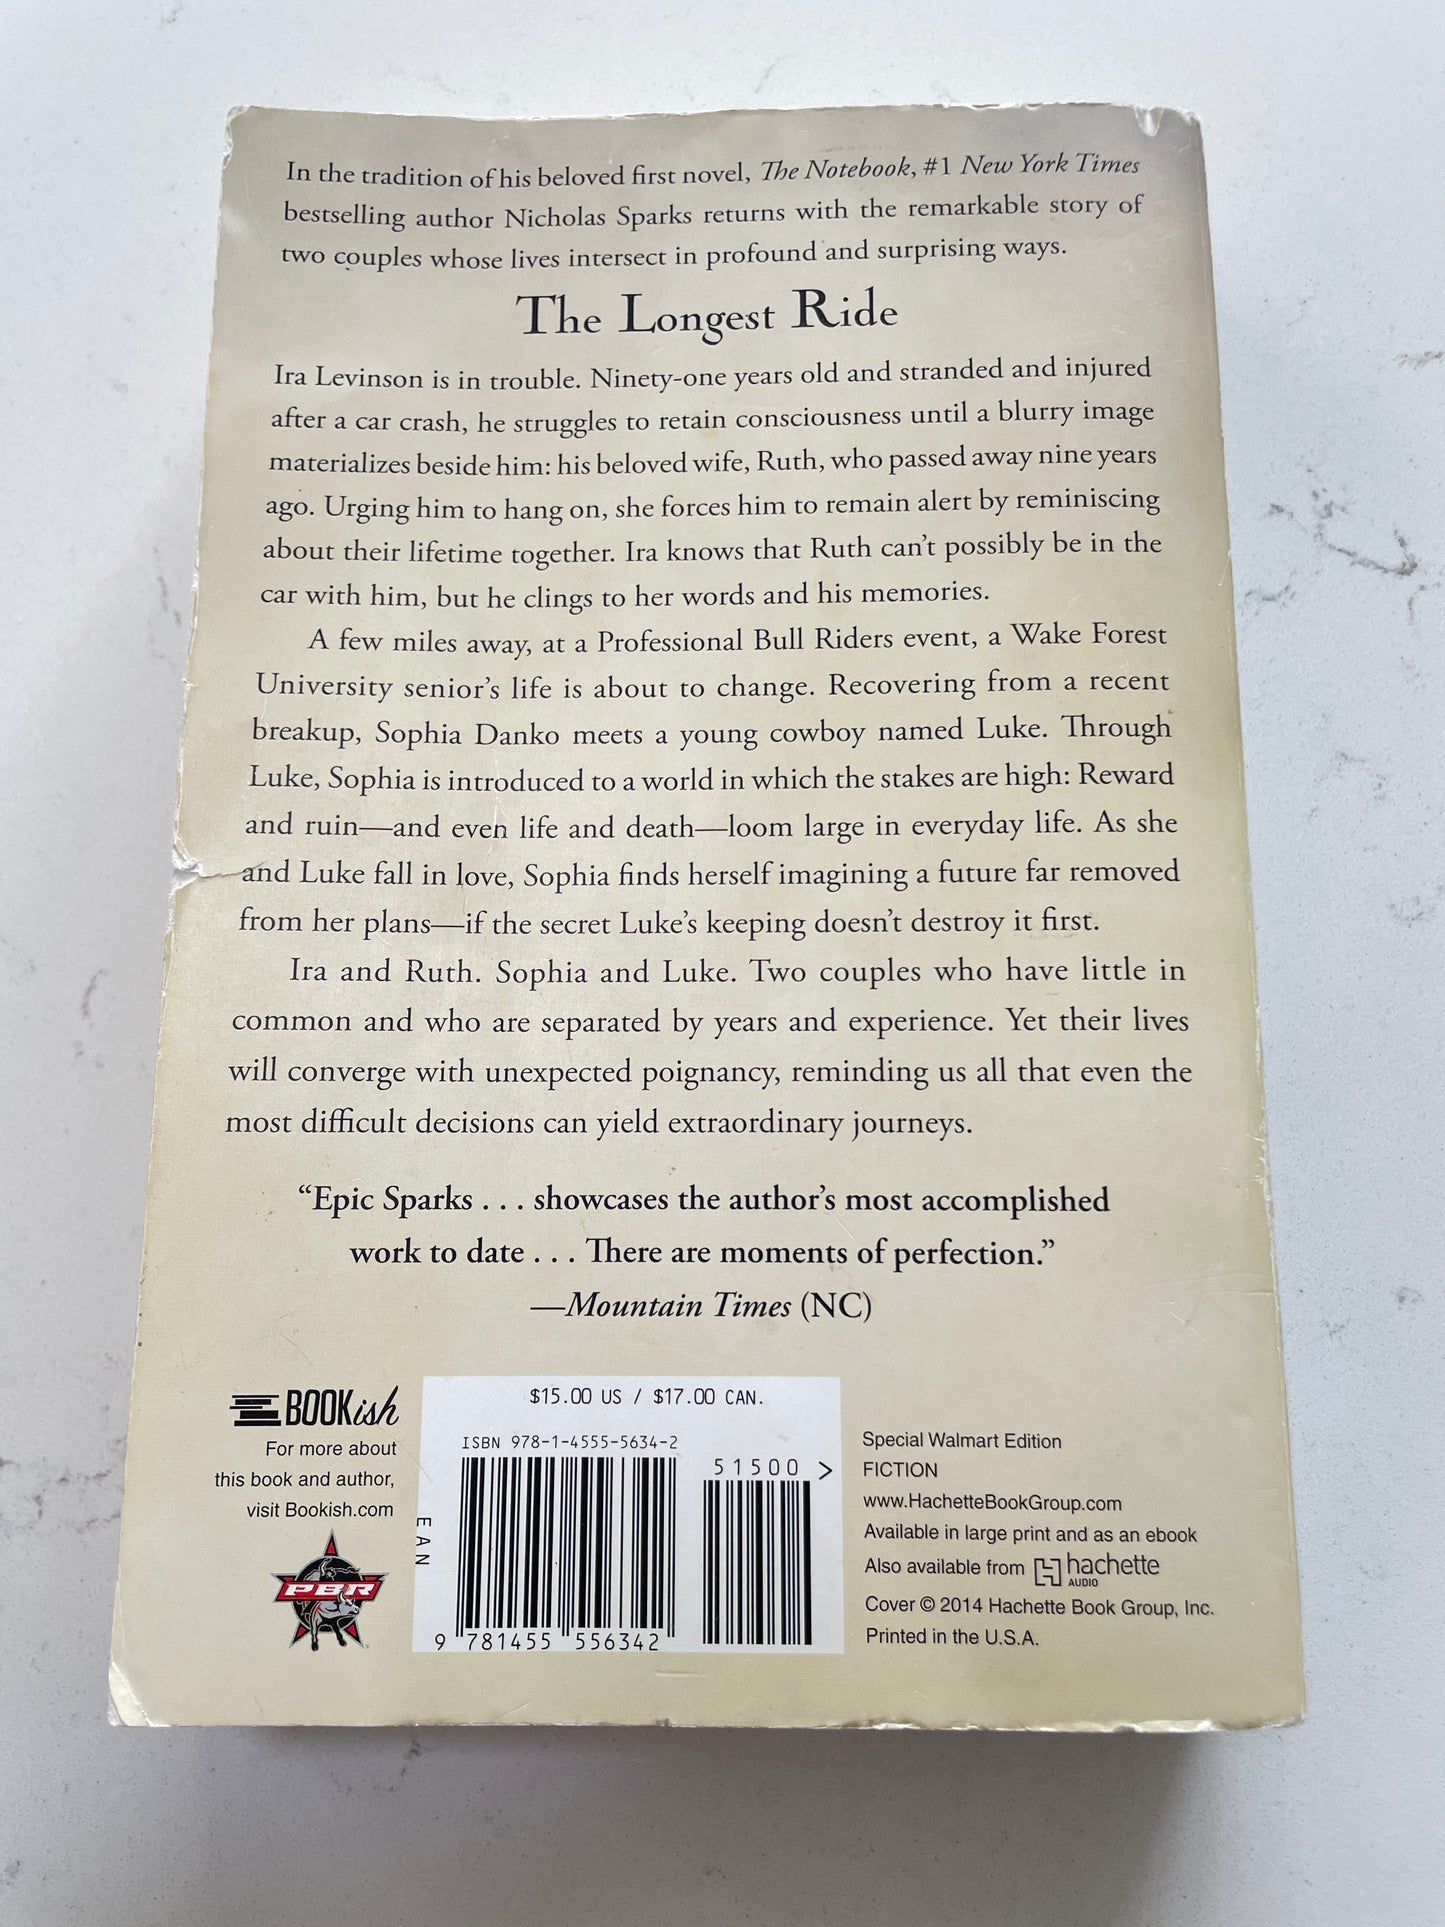 In the tradition of his beloved first novel, The Notebook, #1 New York Times
bestselling author Nicholas Sparks returns with the remarkable story of
two couples whose lives intersect in profound and surprising ways.
The Longest Ride
Ira Levinson is in trouble. Ninety-one years old and stranded and injured
after a car crash, he struggles to retain consciousness until a blurry image
materializes beside him: his beloved wife, Ruth, who passed away nine years
ago. Urging him to hang on, she forces him to remain alert by reminiscing
about their lifetime together. Ira knows that Ruth can't possibly be in the
car with him, but he clings to her words and his memories.
A few miles away, at a Professional Bull Riders event, a Wake Forest
University senior's life is about to change. Recovering from a recent
breakup, Sophia Danko meets a young cowboy named Luke. Through
Luke, Sophia is introduced to a world in which the stakes are high: Reward
and ruin—and even life and death—loom large in everyday life. As she
and Luke fall in love, Sophia finds herself imagining a future far removed
from her plans—if the secret Luke's keeping doesn't destroy it first.
Ira and Ruth. Sophia and Luke. Two couples who have little in
common and who are separated by years and experience. Yet their lives
will converge with unexpected poignancy, reminding us all that even the
most difficult decisions can yield extraordinary journeys.
“Epic Sparks . . . showcases the author's most accomplished
work to date . . . There are moments of perfection.”
—Mountain Times (NC)
BOOKish
For more about
this book and author,
visit Bookish.com
PBR
$15.00 US / $17.00 CAN.
ISBN 978-1-4555-5634-2
51500 >
EAN
9 781455 556342
Special Walmart Edition
FICTION
www.HachetteBookGroup.com
Available in large print and as an ebook
Also available from hachette
AUDIO
Cover © 2014 Hachette Book Group, Inc.
Printed in the U.S.A.